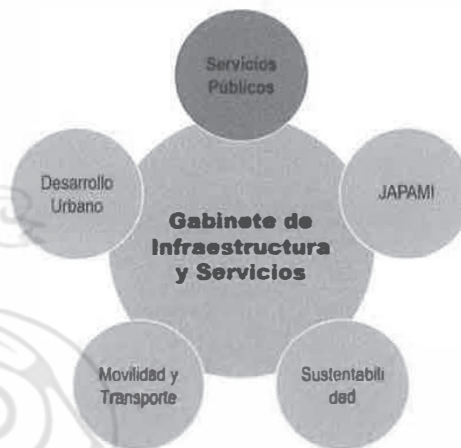 Servicios
Públicos
Desarrollo
Urbano
JAPAMI
Gabinete de
Infraestructura
y Servicios
Movilidad y
Transporte
Sustentabili
dad